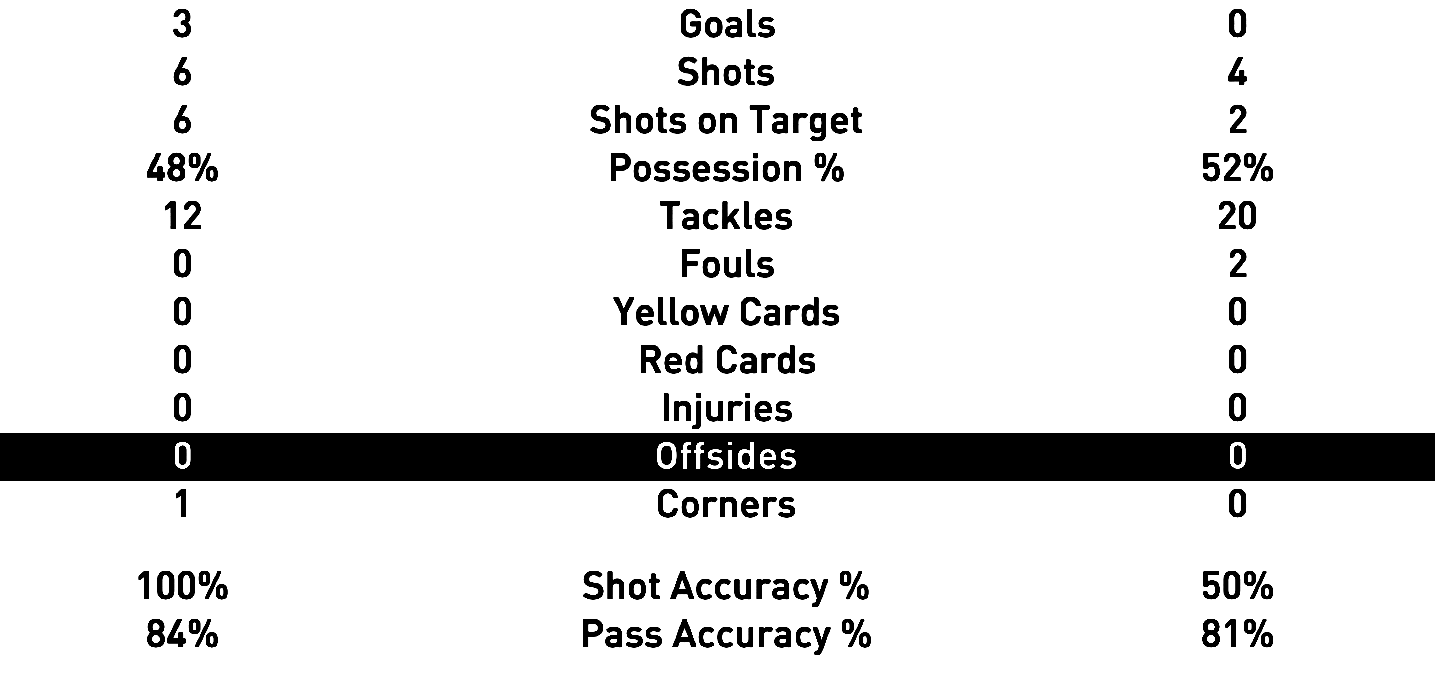 3 Goals 0
6 Shots 4
6 Shots on Target 2
48% Possession % 52%
12 Tackles 20
0 Fouls 2
0 Yellow Cards 0
0 Red Cards 0
0 Injuries 0
0 Offsides 0
1 Corners 0
100% Shot Accuracy % 50%
84% Pass Accuracy % 81%